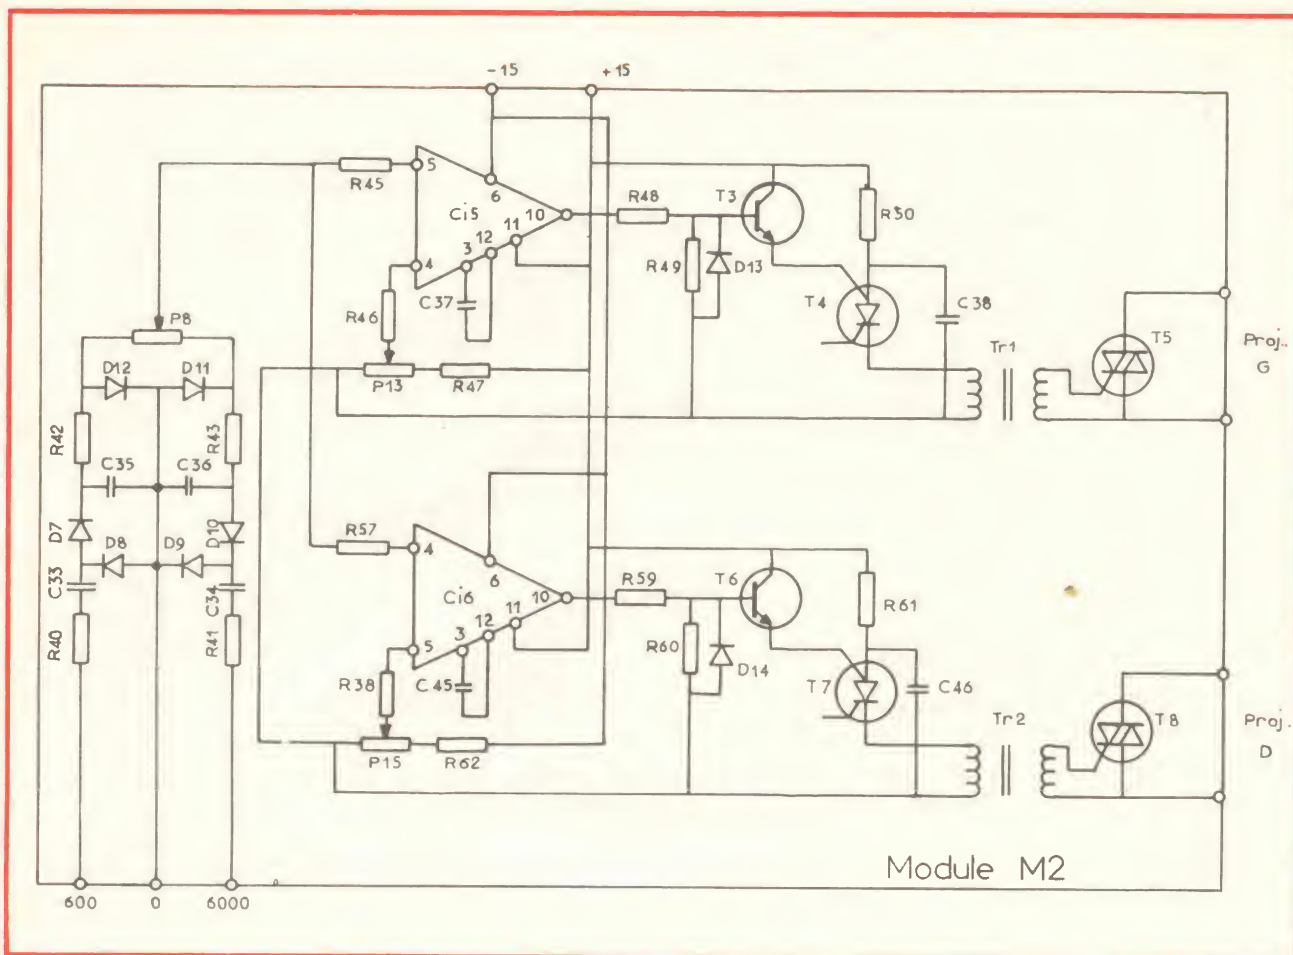 -15 +15
R45 5 6 Ci5 10 11 12 3 4
R48 T3 R50
R49 D13
C37 T4 C38
R46
P8
D12 D11
P13 R47
Tr1 T5 Proj.. G
R42 R43
C35 C36
D7 D8 D9 D10
R57 4 6 Ci6 10 11 12 3 5
R59 T6 R61
R60 D14
C33 C34
R40 R41
R38 C45 T7 C46
P15 R62
Tr2 T8 Proj.. D
Module M2
600 0 6000